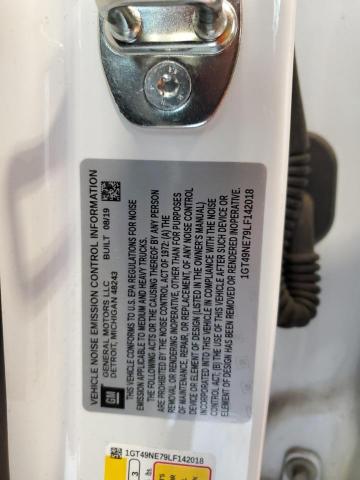 VEHICLE NOISE EMISSION CONTROL INFORMATION
GM
GENERAL MOTORS LLC
DETROIT, MICHIGAN 48243
BUILT 08/19
THIS VEHICLE CONFORMS TO U.S. EPA REGULATIONS FOR NOISE
EMISSION APPLICABLE TO MEDIUM AND HEAVY TRUCKS.
THE FOLLOWING ACTS OR THE CAUSING THEREOF BY ANY PERSON
ARE PROHIBITED BY THE NOISE CONTROL ACT OF 1972: (A) THE
REMOVAL OR RENDERING INOPERATIVE, OTHER THAN FOR PURPOSES
OF MAINTENANCE, REPAIR, OR REPLACEMENT, OF ANY NOISE CONTROL
DEVICE OR ELEMENT OF DESIGN (LISTED IN THE OWNER'S MANUAL)
INCORPORATED INTO THIS VEHICLE IN COMPLIANCE WITH THE NOISE
CONTROL ACT; (B) THE USE OF THIS VEHICLE AFTER SUCH DEVICE OR
ELEMENT OF DESIGN HAS BEEN REMOVED OR RENDERED INOPERATIVE.
1GT49NE79LF142018
1GT49NE79LF142018
3
lbs.